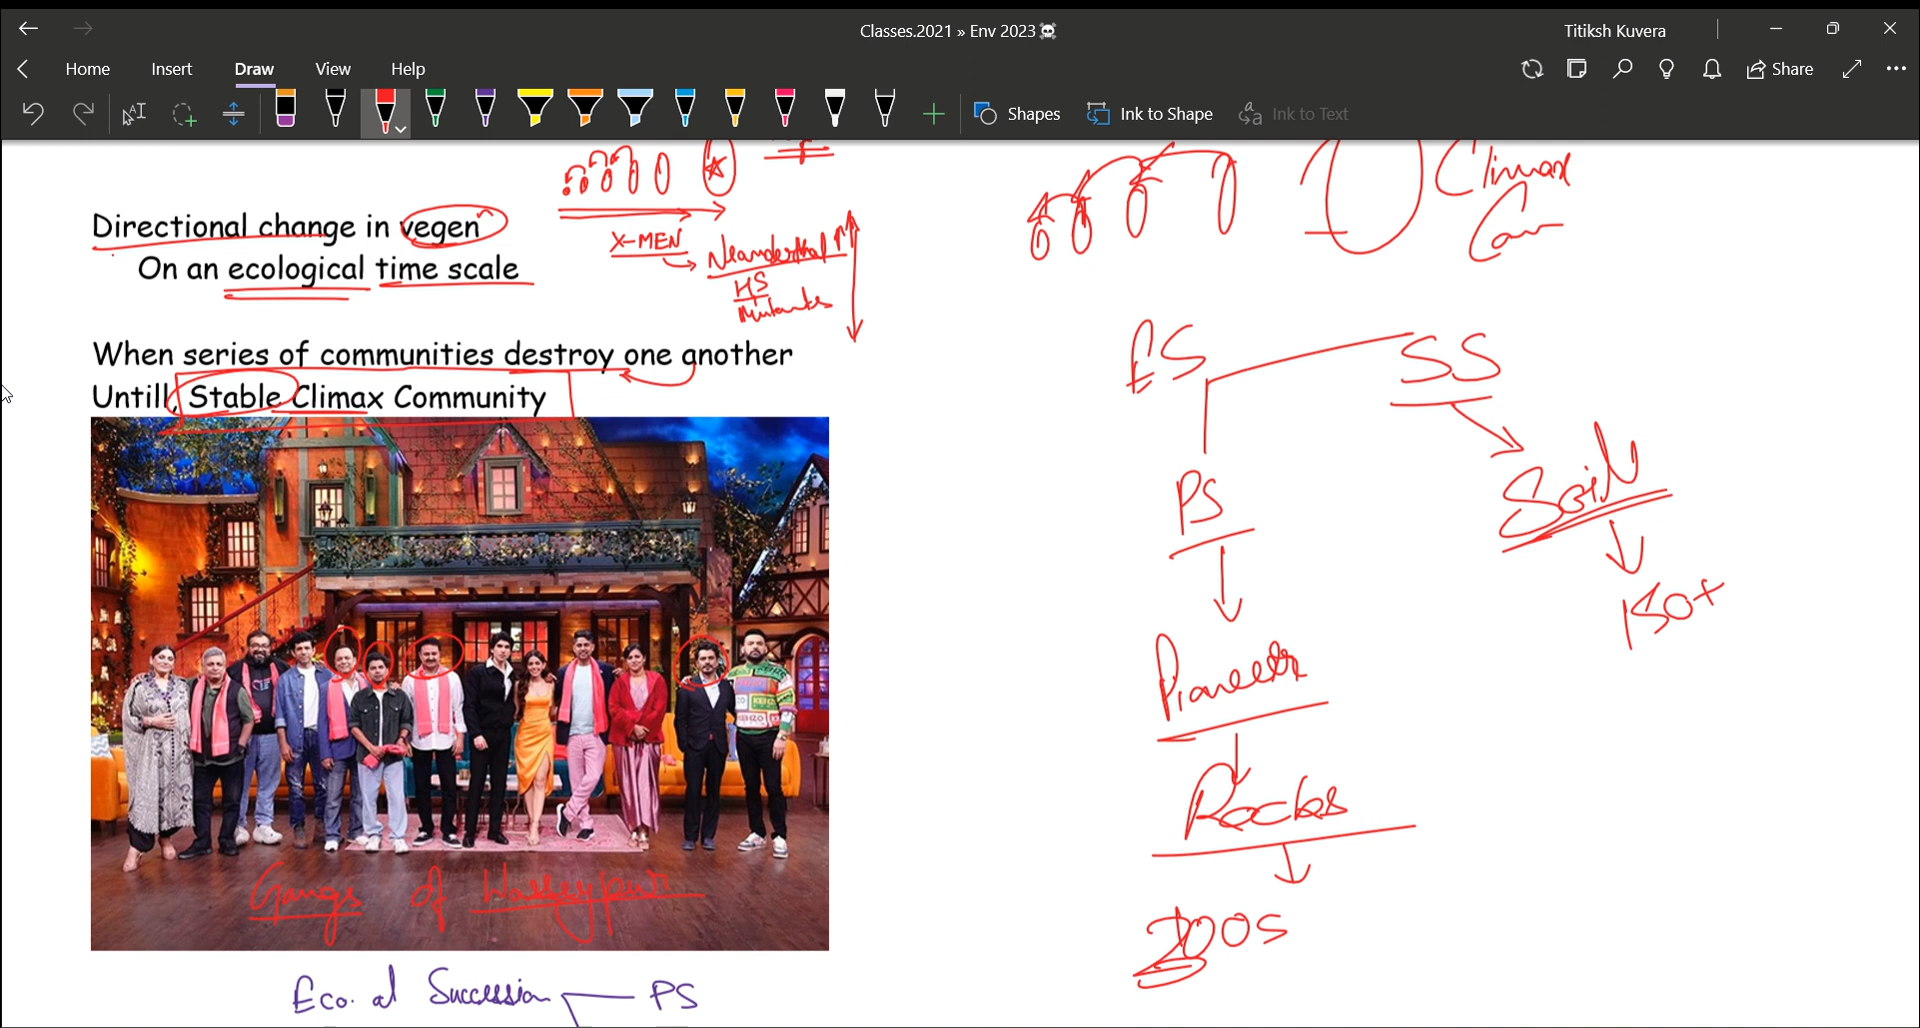 Classes.2021 » Env 2023☠
Titiksh Kuvera
Home Insert Draw View Help
Share
Shapes Ink to Shape Ink to Text
Climax
Com
Directional change in vegen
On an ecological time scale
X-MEN
Neanderthal
HS
Mutants
When series of communities destroy one another
Untill, Stable Climax Community
ES
SS
PS
Soil
150+
Pioneer
Rocks
Gangs of Wasseypur
Eco. al Succession PS